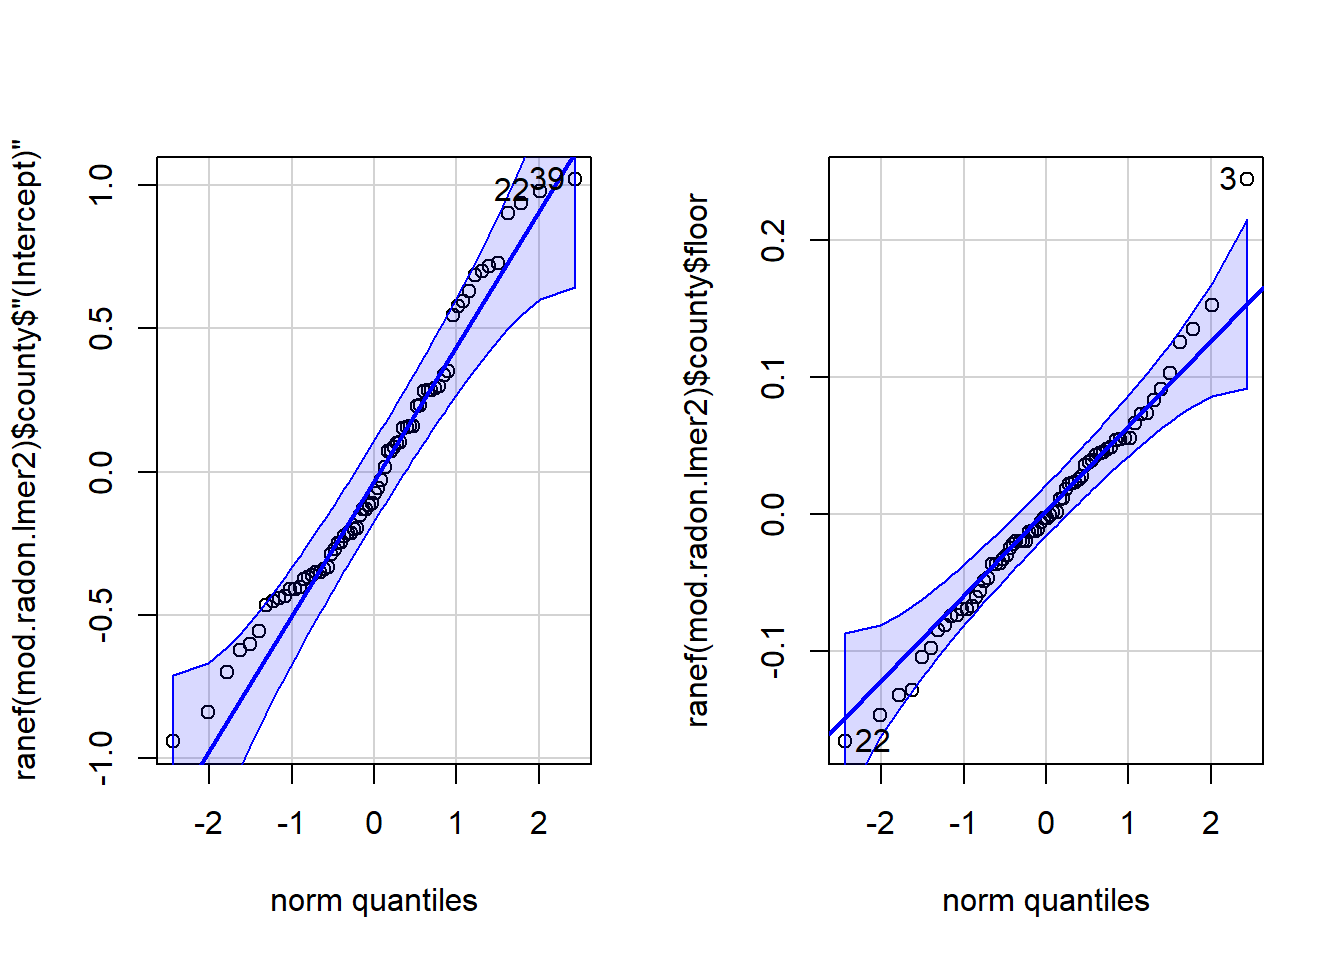 ranef(mod.radon.lmer2)$county$"(Intercept)"
1.0
0.5
0.0
-0.5
-1.0
22
39
-2 -1 0 1 2
norm quantiles
ranef(mod.radon.lmer2)$county$floor
0.2
0.1
0.0
-0.1
3
22
-2 -1 0 1 2
norm quantiles